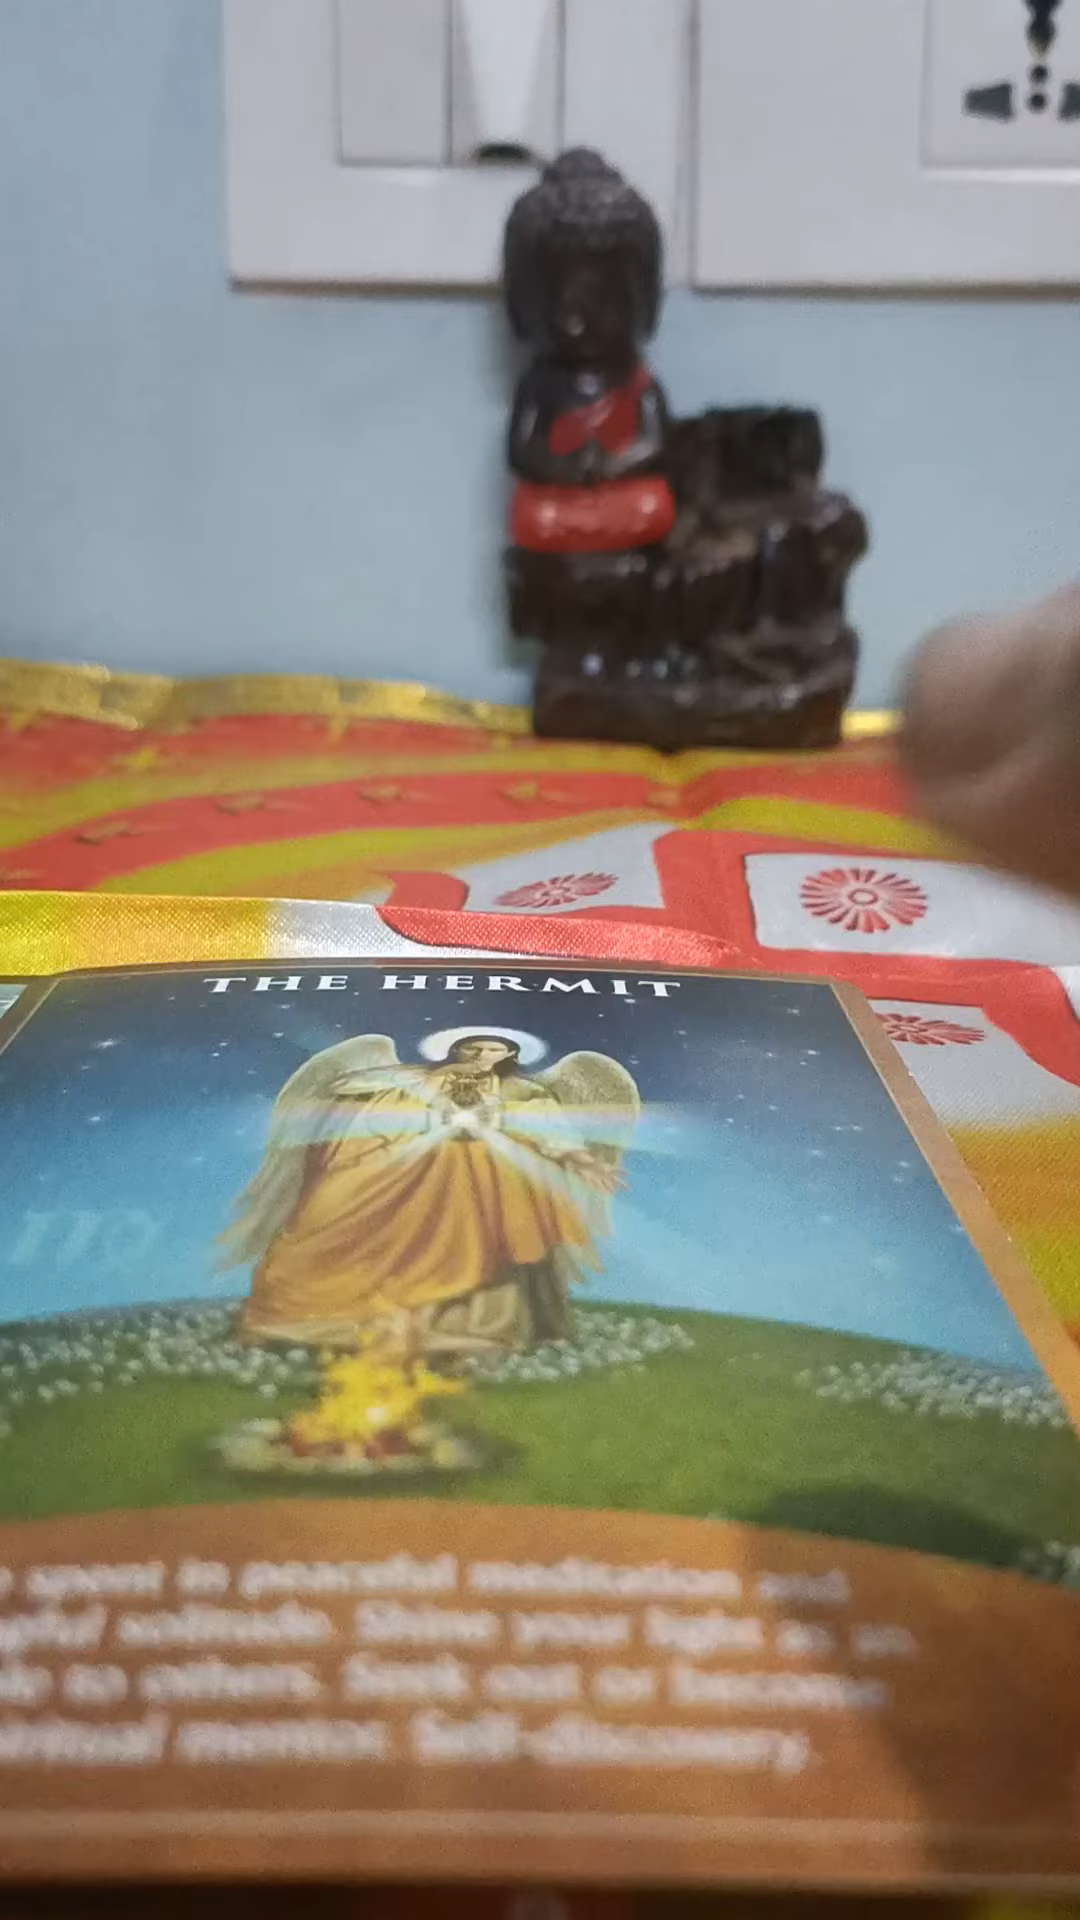 THE HERMIT
spent in peaceful meditation and
solitude. Shine your light as an
to others. Seek out or become
mentor. Self-discovery.